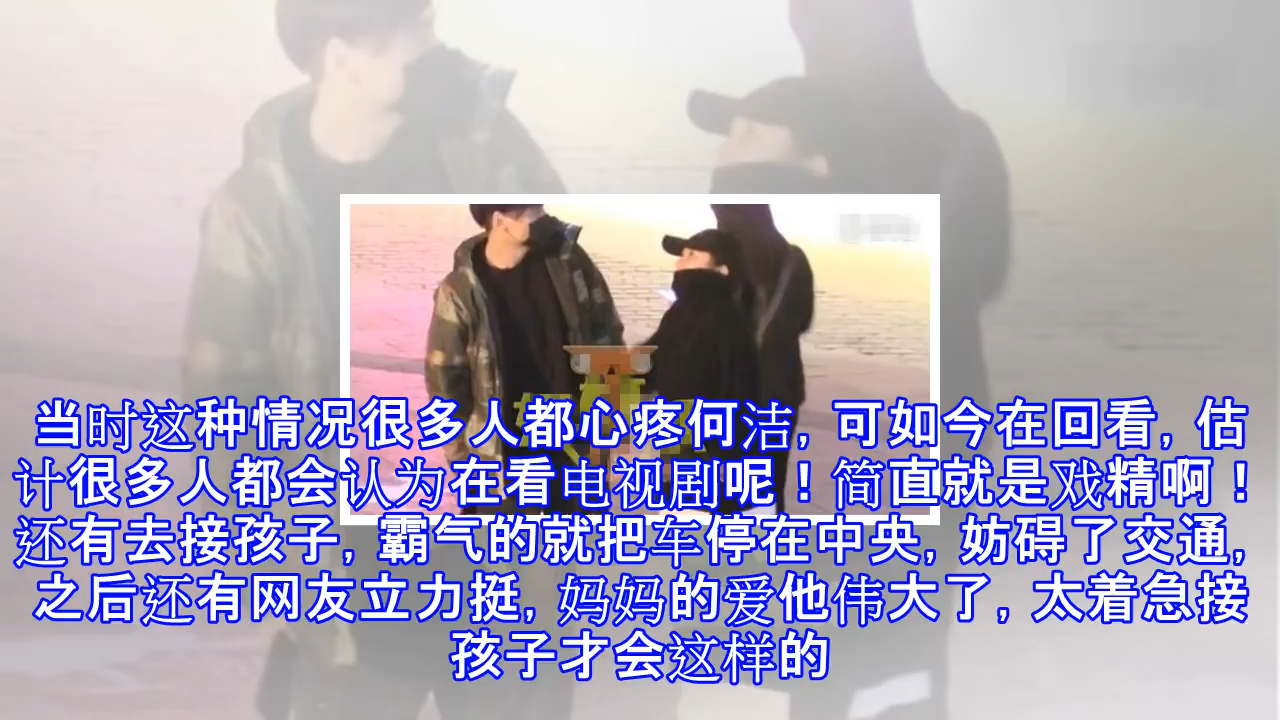 当时这种情况很多人都心疼何洁, 可如今在回看, 估
计很多人都会认为在看电视剧呢！简直就是戏精啊！
还有去接孩子, 霸气的就把车停在中央, 妨碍了交通,
之后还有网友立力挺, 妈妈的爱他伟大了, 太着急接
孩子才会这样的